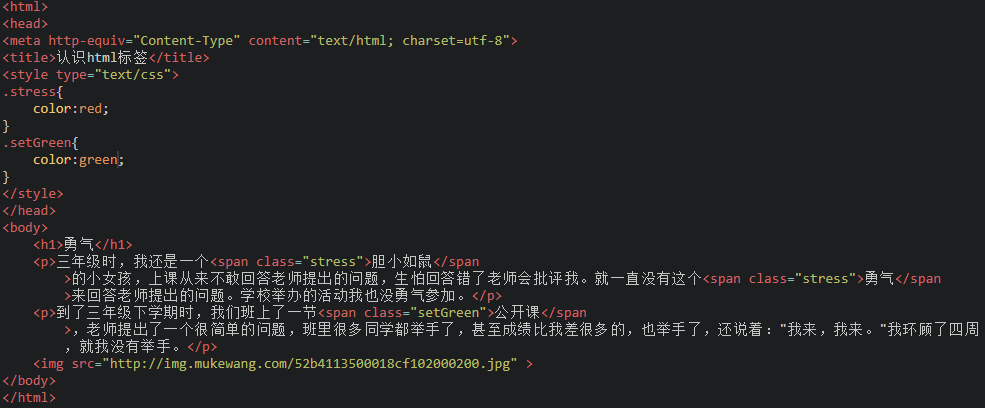 <html>
<head>
<meta http-equiv="Content-Type" content="text/html; charset=utf-8">
<title>认识html标签</title>
<style type="text/css">
.stress{
    color:red;
}
.setGreen{
    color:green;
}
</style>
</head>
<body>
    <h1>勇气</h1>
    <p>三年级时，我还是一个<span class="stress">胆小如鼠</span
        >的小女孩，上课从来不敢回答老师提出的问题，生怕回答错了老师会批评我。就一直没有这个<span class="stress">勇气</span
        >来回答老师提出的问题。学校举办的活动我也没勇气参加。</p>
    <p>到了三年级下学期时，我们班上了一节<span class="setGreen">公开课</span
        >，老师提出了一个很简单的问题，班里很多同学都举手了，甚至成绩比我差很多的，也举手了，还说着："我来，我来。"我环顾了四周
        ，就我没有举手。</p>
    <img src="http://img.mukewang.com/52b4113500018cf102000200.jpg" >
</body>
</html>